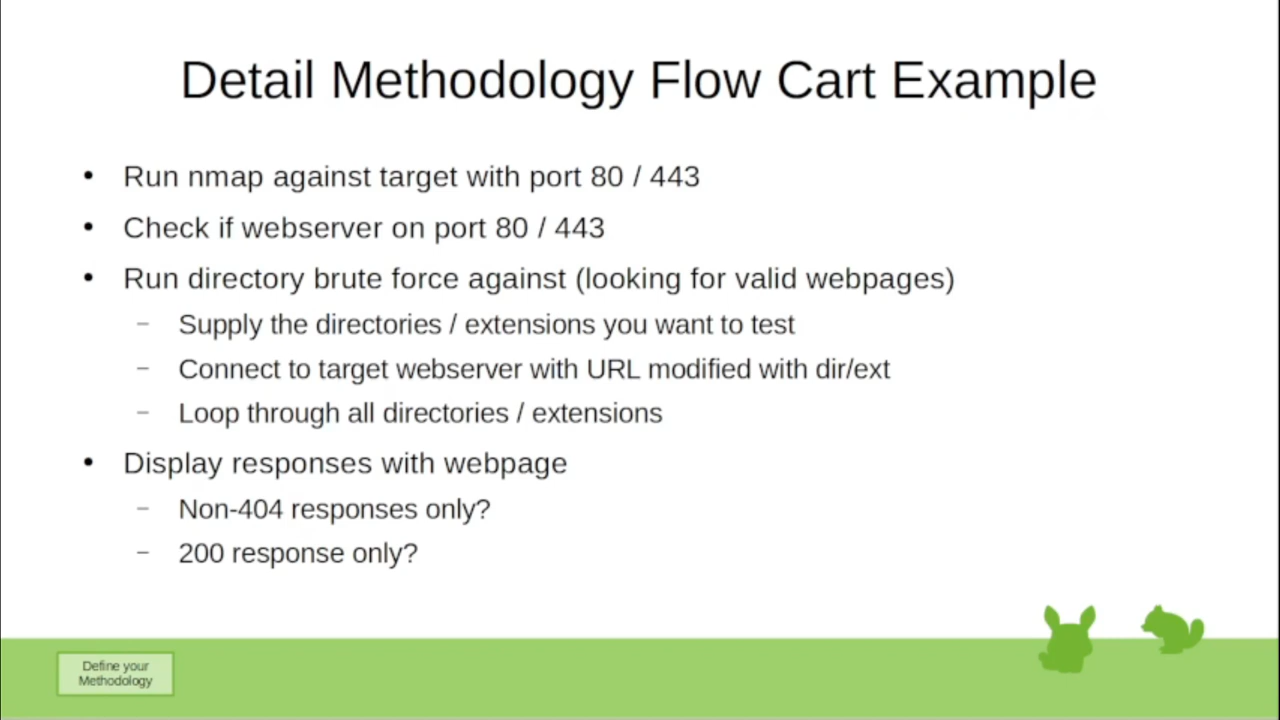 Detail Methodology Flow Cart Example
• Run nmap against target with port 80 / 443
• Check if webserver on port 80 / 443
• Run directory brute force against (looking for valid webpages)
– Supply the directories / extensions you want to test
– Connect to target webserver with URL modified with dir/ext
– Loop through all directories / extensions
• Display responses with webpage
– Non-404 responses only?
– 200 response only?
Define your
Methodology